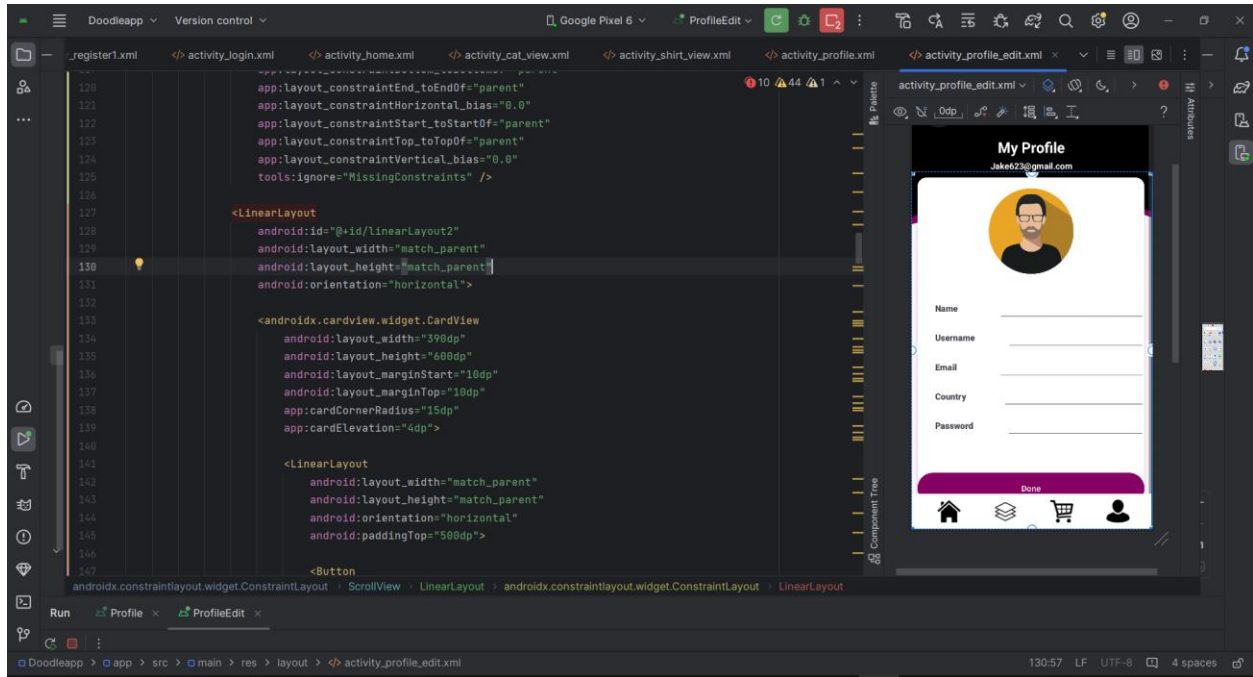 Doodleapp Version control Google Pixel 6 ProfileEdit
_register1.xml </> activity_login.xml </> activity_home.xml </> activity_cat_view.xml </> activity_shirt_view.xml </> activity_profile.xml </> activity_profile_edit.xml
10 44 1
120 app:layout_constraintEnd_toEndOf="parent"
121 app:layout_constraintHorizontal_bias="0.0"
122 app:layout_constraintStart_toStartOf="parent"
123 app:layout_constraintTop_toTopOf="parent"
124 app:layout_constraintVertical_bias="0.0"
125 tools:ignore="MissingConstraints" />
126
127 <LinearLayout
128 android:id="@+id/linearLayout2"
129 android:layout_width="match_parent"
130 android:layout_height="match_parent"
131 android:orientation="horizontal">
132
133 <androidx.cardview.widget.CardView
134 android:layout_width="390dp"
135 android:layout_height="600dp"
136 android:layout_marginStart="10dp"
137 android:layout_marginTop="10dp"
138 app:cardCornerRadius="15dp"
139 app:cardElevation="4dp">
140
141 <LinearLayout
142 android:layout_width="match_parent"
143 android:layout_height="match_parent"
144 android:orientation="horizontal"
145 android:paddingTop="500dp">
146
147 <Button
androidx.constraintlayout.widget.ConstraintLayout › ScrollView › LinearLayout › androidx.constraintlayout.widget.ConstraintLayout › LinearLayout
Palette
Component Tree
activity_profile_edit.xml
0dp
?
Attributes
My Profile
Jake623@gmail.com
Name
Username
Email
Country
Password
Done
Run Profile ProfileEdit
Doodleapp > app > src > main > res > layout > </> activity_profile_edit.xml
130:57 LF UTF-8 4 spaces